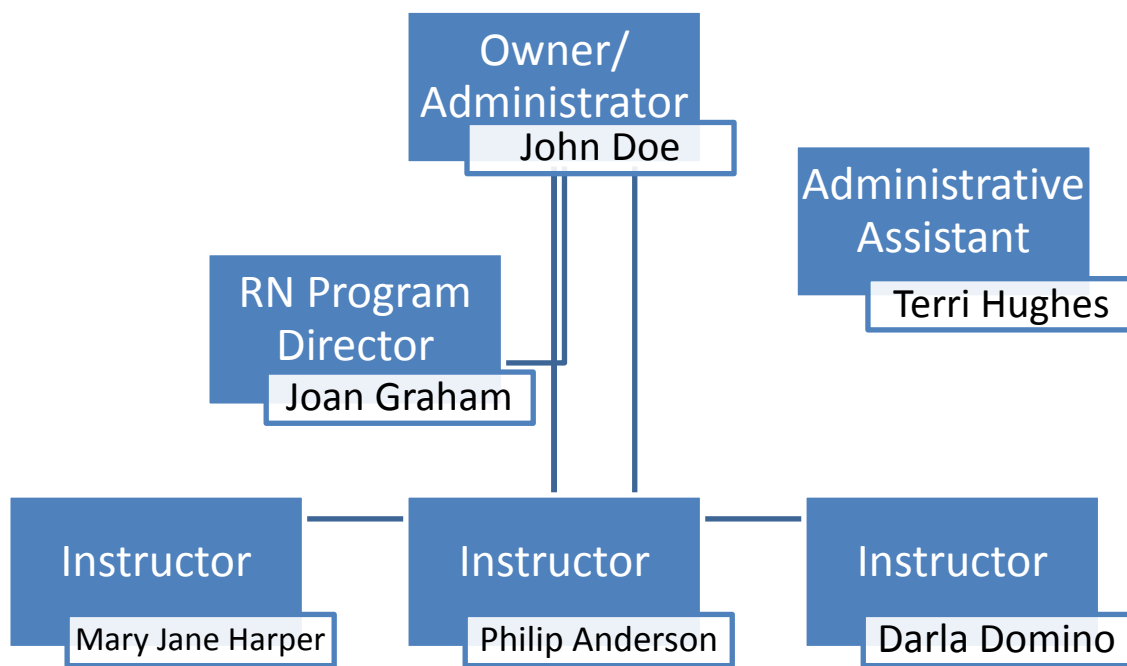 Owner/
Administrator
John Doe
Administrative
Assistant
Terri Hughes
RN Program
Director
Joan Graham
Instructor
Mary Jane Harper
Instructor
Philip Anderson
Instructor
Darla Domino